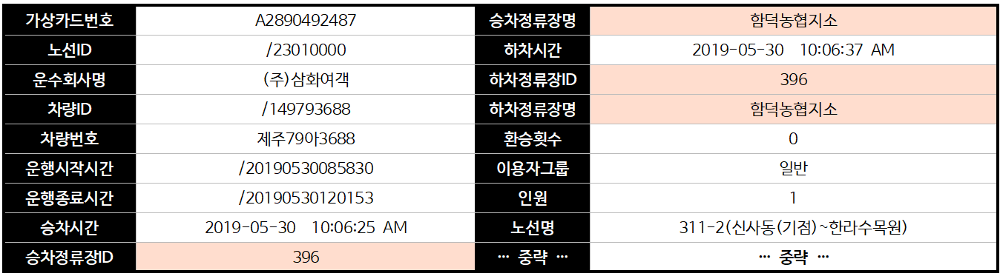 가상카드번호 A2890492487 승차정류장명 함덕농협지소
노선ID /23010000 하차시간 2019-05-30 10:06:37 AM
운수회사명 (주)삼화여객 하차정류장ID 396
차량ID /149793688 하차정류장명 함덕농협지소
차량번호 제주79아3688 환승횟수 0
운행시작시간 /20190530085830 이용자그룹 일반
운행종료시간 /20190530120153 인원 1
승차시간 2019-05-30 10:06:25 AM 노선명 311-2(신사동(기점)~한라수목원)
승차정류장ID 396 … 중략 … … 중략 …